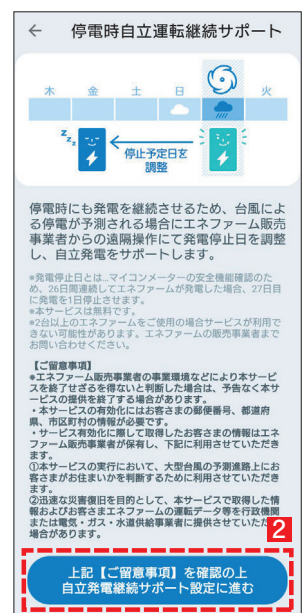 ← 停電時自立運転継続サポート
木 金 土 日 火
zzz
停止予定日を
調整
停電時にも発電を継続させるため、台風によ
る停電が予測される場合にエネファーム販売
事業者からの遠隔操作にて発電停止日を調整
し、自立発電をサポートします。
*発電停止日とは…マイコンメーターの安全機能確認のた
め、26日間連続してエネファームが発電した場合、27日目
に発電を1日停止させます。
*本サービスは無料です。
*2台以上のエネファームをご使用の場合サービスが利用で
きない可能性があります。エネファームの販売事業者まで
お問い合わせください。
【ご留意事項】
*エネファーム販売事業者の事業環境などにより本サービ
スを終了せざるを得ないと判断した場合は、予告なく本サ
ービスの提供を終了する場合があります。
・本サービスの有効化にはお客さまの郵便番号、都道府
県、市区町村の情報が必要です。
・サービス有効化に際して取得したお客さまの情報はエネ
ファーム販売事業者が保有し、下記に利用させていただき
ます。
①本サービスの実行において、大型台風の予測進路上にお
客さまがお住まいかを判断するために利用させていただき
ます。
②迅速な災害復旧を目的として、本サービスで取得した情
報およびお客さまエネファームの運転データ等を行政機関
または電気・ガス・水道供給事業者に提供させていただ
場合があります。
2
上記【ご留意事項】を確認の上
自立発電継続サポート設定に進む